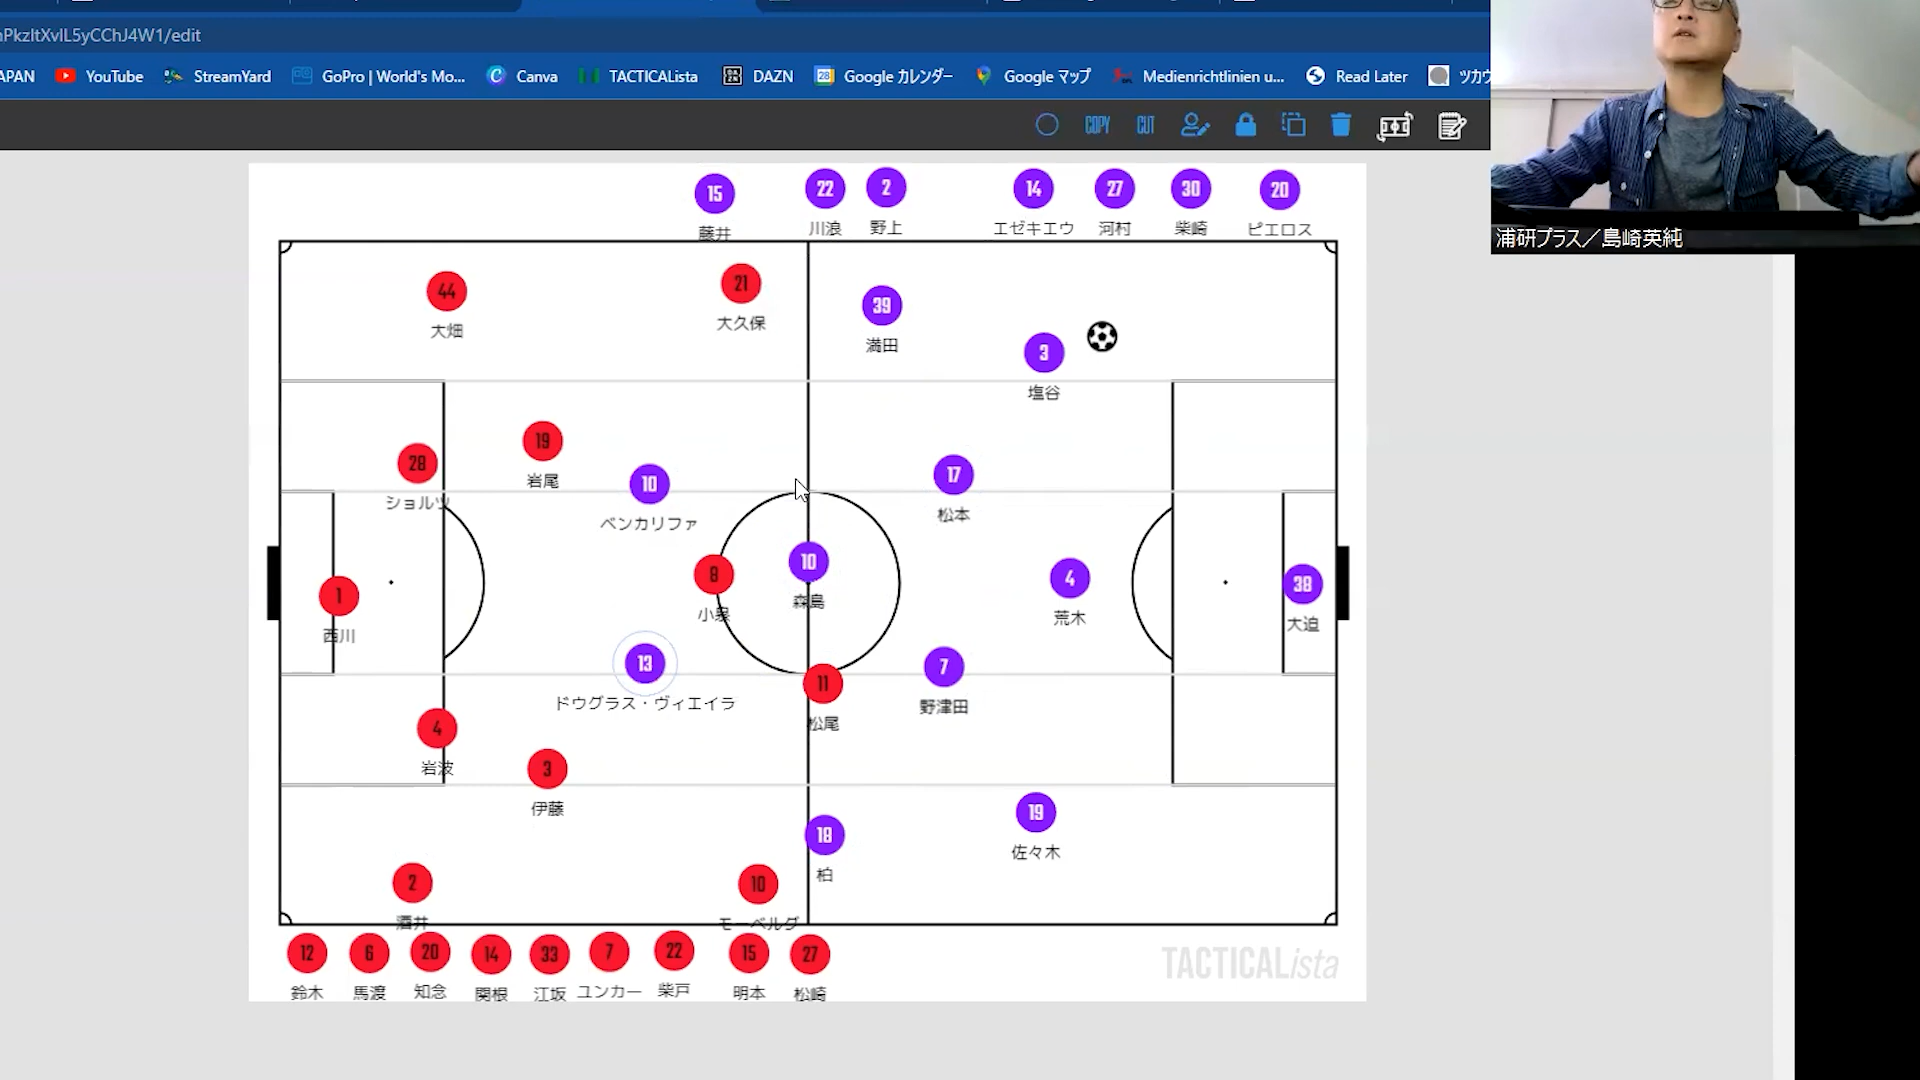 PkzItXvIL5yCChJ4W1/edit
APAN YouTube StreamYard GoPro | World's Mo... Canva TACTICALista DAZN 28 Google カレンダー Google マップ Medienrichtlinien u... Read Later ツカウ
COPY CUT
浦研プラス／島崎英純
15 22 2 14 27 30 20
藤井 川浪 野上 エゼキエウ 河村 柴崎 ピエロス
44 21 39
大畑 大久保 満田
3
塩谷
19 28 10 17
岩尾 ショルツ ベンカリファ 松本
1 8 10 4 38
西川 小泉 森島 荒木 大迫
13 11 7
ドウグラス・ヴィエイラ 松尾 野津田
4 3 19
岩波 伊藤 佐々木
2 10 18
酒井 モーベルグ 柏
12 6 20 14 33 7 22 15 27
鈴木 馬渡 知念 関根 江坂 ユンカー 柴戸 明本 松崎
TACTICALista